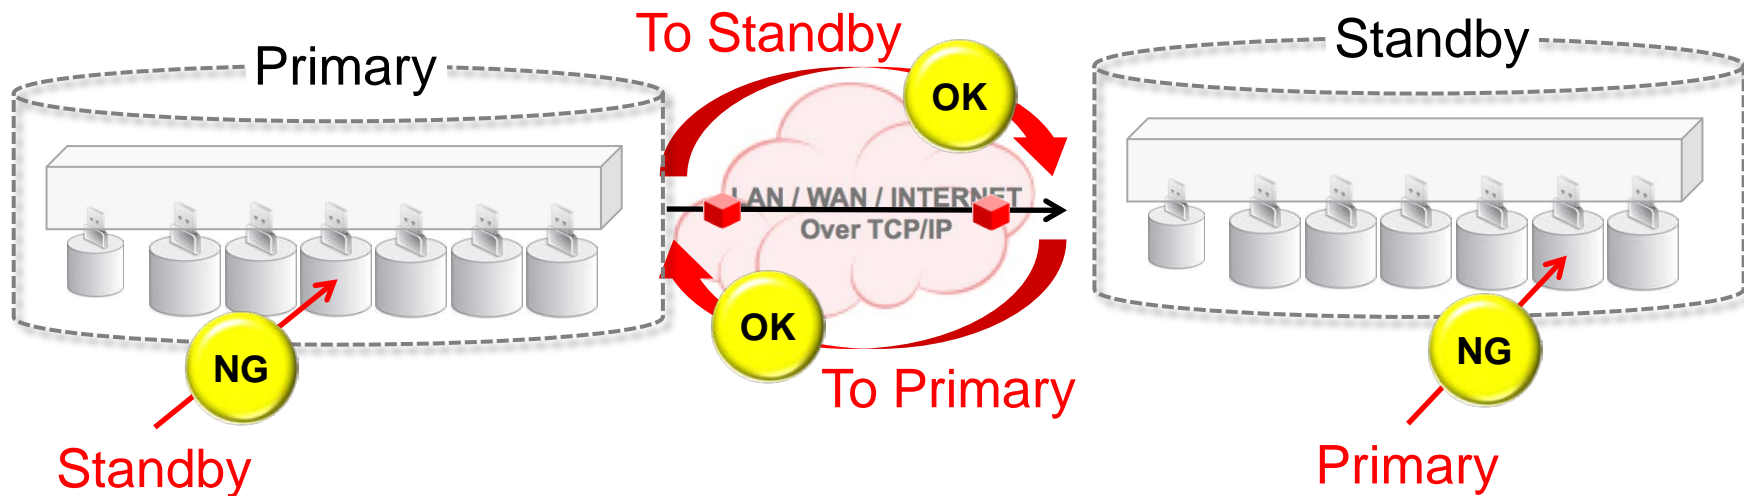 To Standby
Primary
Standby
OK
LAN / WAN / INTERNET
Over TCP/IP
OK
NG
NG
To Primary
Standby
Primary